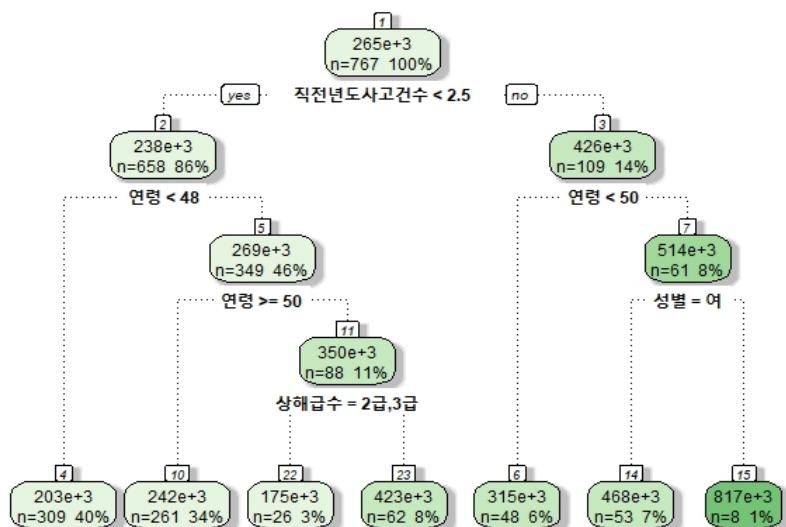 1
265e+3
n=767 100%
yes 직전년도사고건수 < 2.5 no
2
238e+3
n=658 86%
3
426e+3
n=109 14%
연령 < 48
연령 < 50
5
269e+3
n=349 46%
7
514e+3
n=61 8%
연령 >= 50
성별 = 여
11
350e+3
n=88 11%
상해급수 = 2급,3급
4
203e+3
n=309 40%
10
242e+3
n=261 34%
22
175e+3
n=26 3%
23
423e+3
n=62 8%
6
315e+3
n=48 6%
14
468e+3
n=53 7%
15
817e+3
n=8 1%